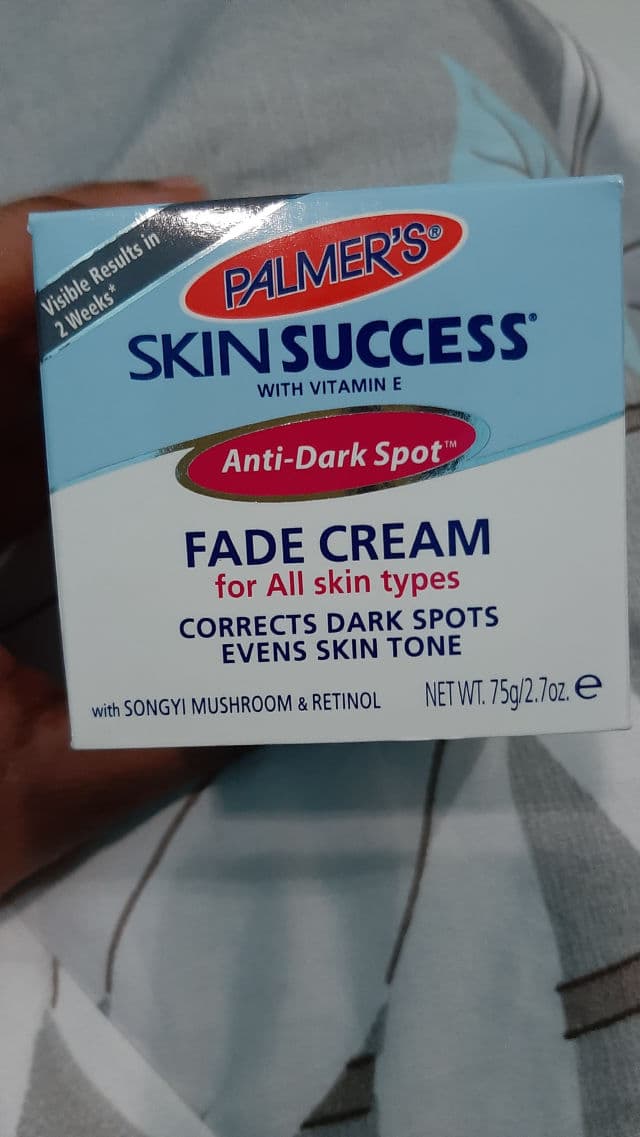 Visible Results in
2 Weeks*
PALMER'S®
SKIN SUCCESS®
WITH VITAMIN E
Anti-Dark Spot™
FADE CREAM
for All skin types
CORRECTS DARK SPOTS
EVENS SKIN TONE
with SONGYI MUSHROOM & RETINOL
NET WT. 75g/2.7oz. e